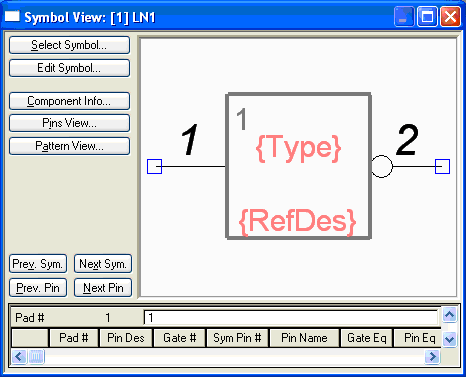 Symbol View: [1] LN1
Select Symbol...
Edit Symbol...
Component Info...
Pins View...
Pattern View...
1
1
2
{Type}
{RefDes}
Prev. Sym.
Next Sym.
Prev. Pin
Next Pin
Pad # 1 1
Pad # Pin Des Gate # Sym Pin # Pin Name Gate Eq Pin Eq